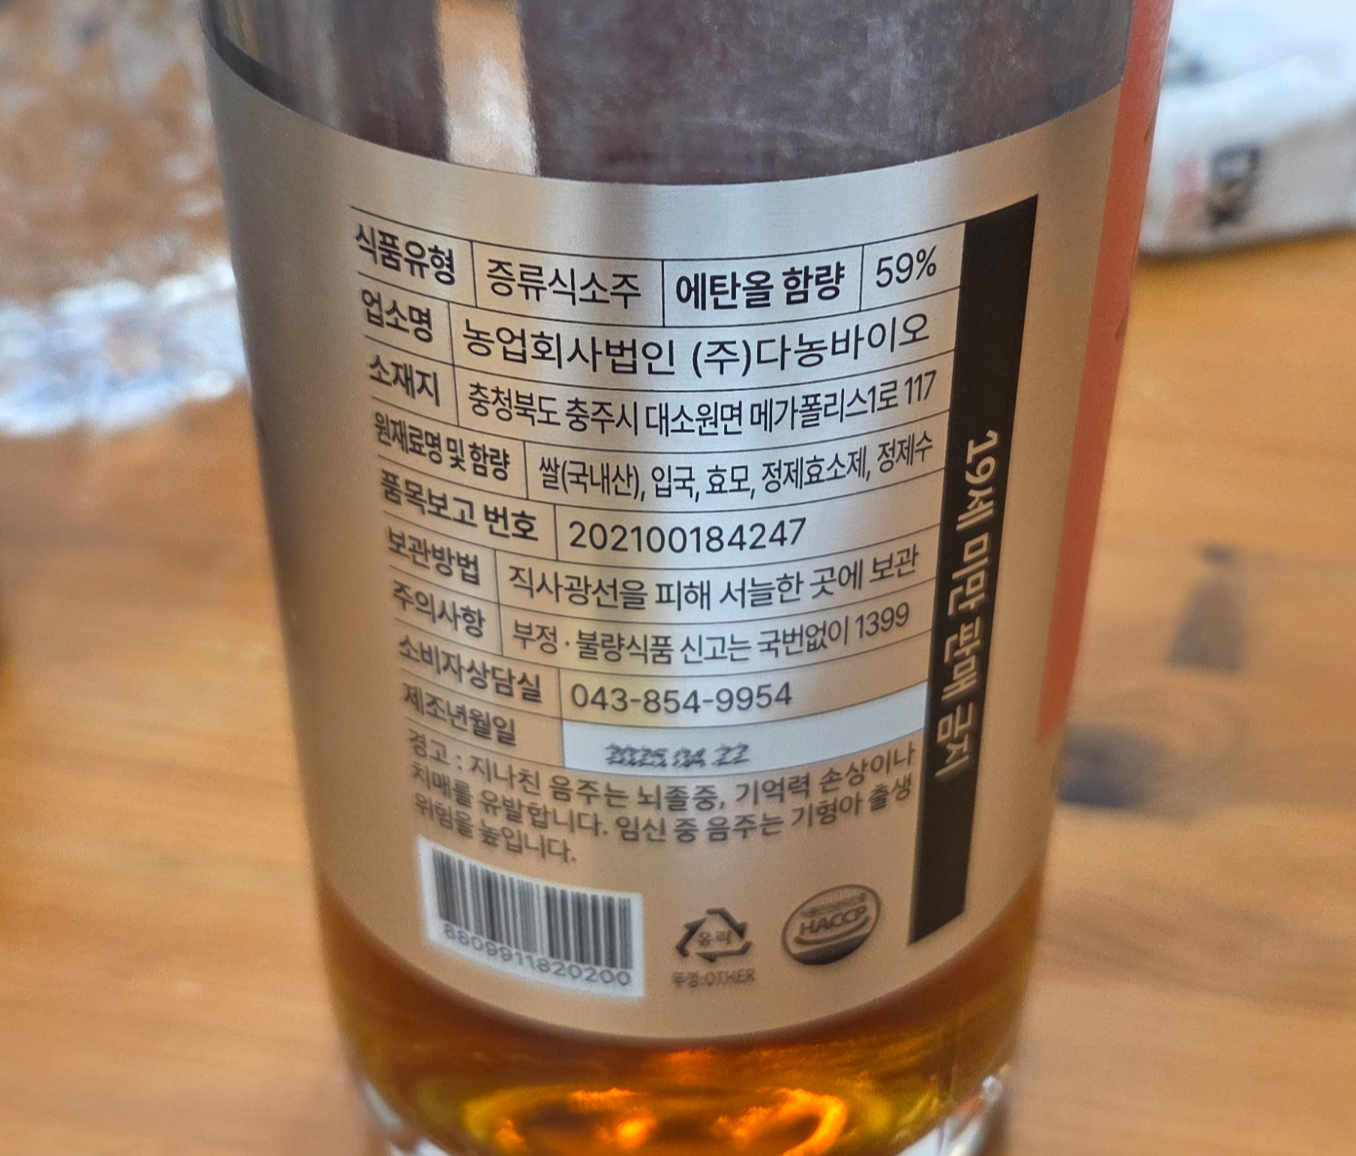 식품유형 증류식소주 에탄올 함량 59%
업소명 농업회사법인 (주)다농바이오
소재지 충청북도 충주시 대소원면 메가폴리스1로 117
원재료명 및 함량 쌀(국내산), 입국, 효모, 정제효소제, 정제수
품목보고 번호 202100184247
보관방법 직사광선을 피해 서늘한 곳에 보관
주의사항 부정·불량식품 신고는 국번없이 1399
소비자상담실 043-854-9954
제조년월일 2025.04.22
경고 : 지나친 음주는 뇌졸중, 기억력 손상이나
치매를 유발합니다. 임신 중 음주는 기형아 출생
위험을 높입니다.
8809911820200
유리
뚜껑:OTHER
HACCP
19세 미만 판매 금지